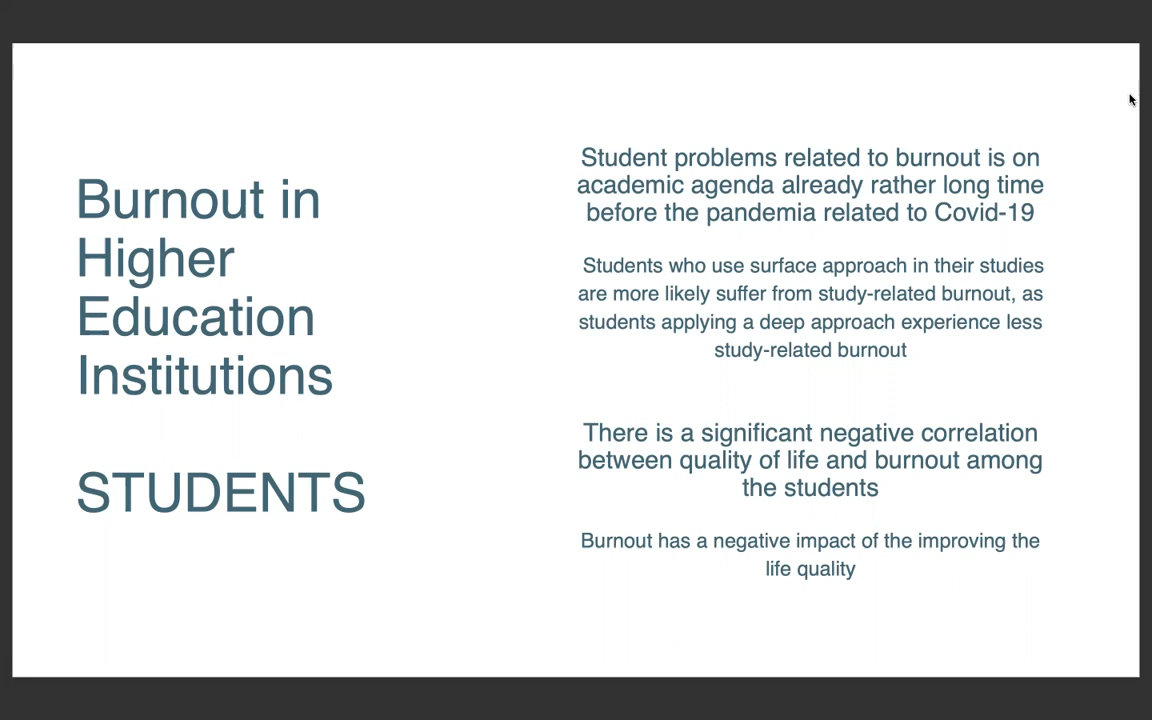 Burnout in
Higher
Education
Institutions
STUDENTS
Student problems related to burnout is on
academic agenda already rather long time
before the pandemia related to Covid-19
Students who use surface approach in their studies
are more likely suffer from study-related burnout, as
students applying a deep approach experience less
study-related burnout
There is a significant negative correlation
between quality of life and burnout among
the students
Burnout has a negative impact of the improving the
life quality